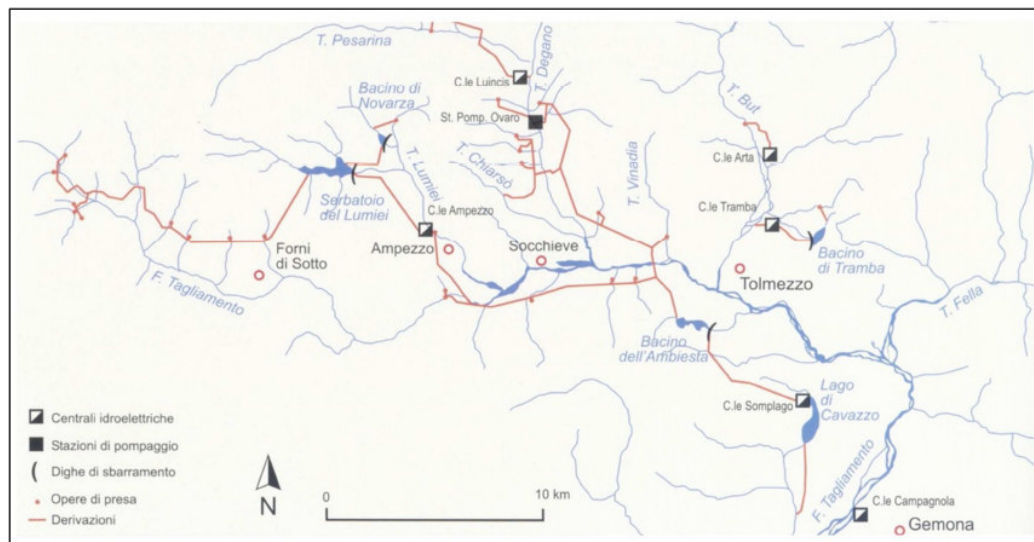 T. Pesarina
C.le Luincis
T. Degano
Bacino di
Novarza
St. Pomp. Ovaro
T. But
C.le Arta
T. Lumiei
T. Chiarsò
T. Vinadia
Serbatoio
del Lumiei
C.le Ampezzo
C.le Tramba
Ampezzo
Socchieve
Bacino
di Tramba
Forni
di Sotto
Tolmezzo
F. Tagliamento
T. Fella
Bacino
dell'Ambiesta
Lago
di
Cavazzo
C.le Somplago
Centrali idroelettriche
Stazioni di pompaggio
Dighe di sbarramento
Opere di presa
Derivazioni
N
0 10 km
F. Tagliamento
C.le Campagnola
Gemona